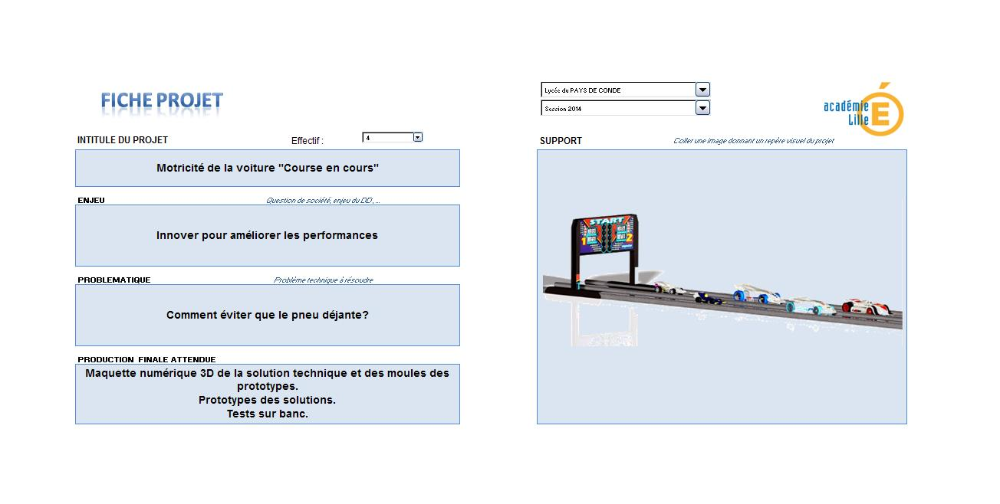 FICHE PROJET
INTITULE DU PROJET
Effectif :
4
Motricité de la voiture "Course en cours"
ENJEU
Question de société, enjeu du DD, ...
Innover pour améliorer les performances
PROBLEMATIQUE
Problème technique à résoudre
Comment éviter que le pneu déjante?
PRODUCTION FINALE ATTENDUE
Maquette numérique 3D de la solution technique et des moules des
prototypes.
Prototypes des solutions.
Tests sur banc.
Lycée du PAYS DE CONDE
Session 2014
académie
Lille
É
SUPPORT
Coller une image donnant un repère visuel du projet
START
1
2